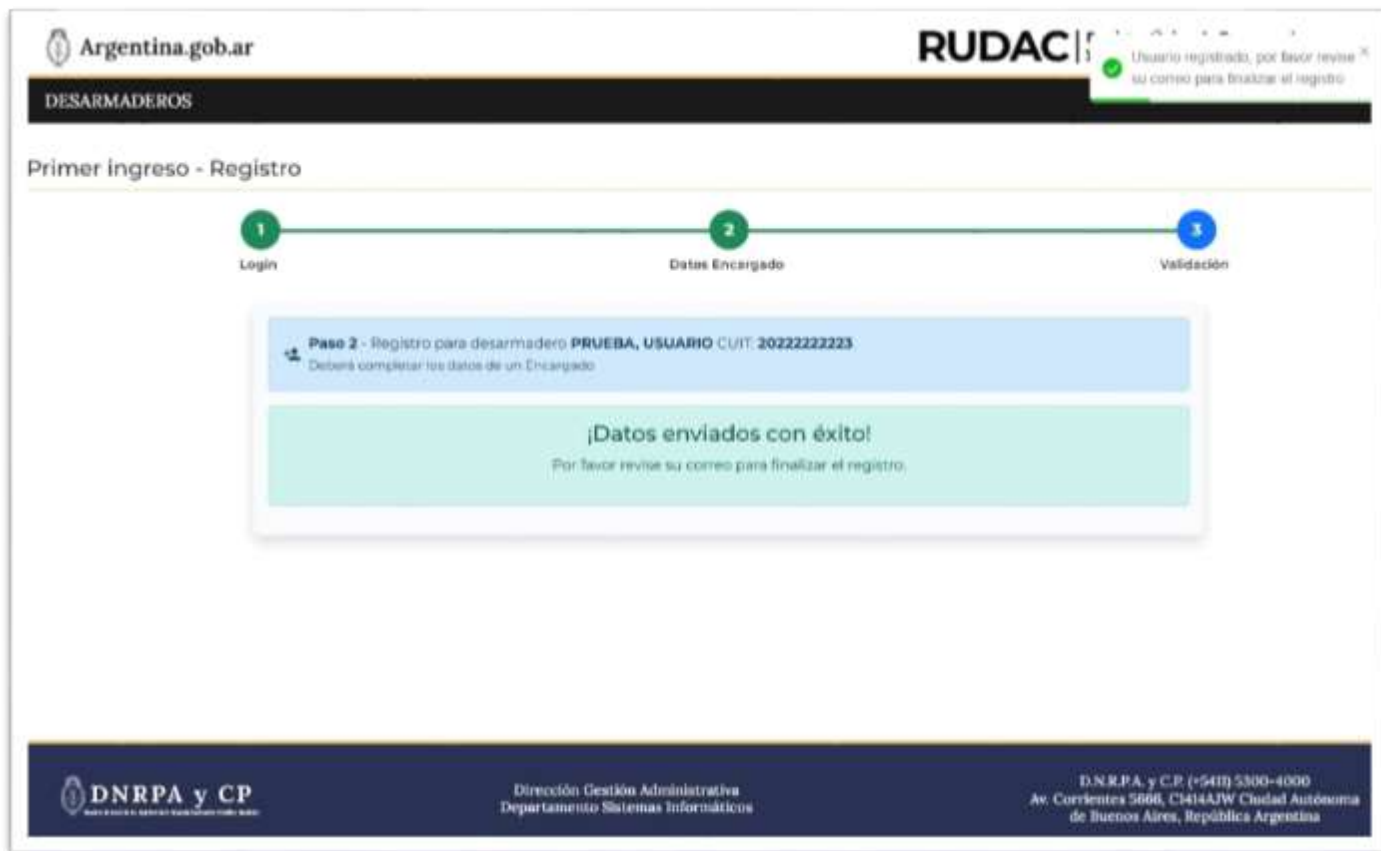 Argentina.gob.ar
RUDAC
Usuario registrado, por favor revise
su correo para finalizar el registro
DESARMADEROS
Primer ingreso - Registro
1
2
3
Login
Datos Encargado
Validación
Paso 2 - Registro para desarmadero PRUEBA, USUARIO CUIT: 20222222223
Deberá completar los datos de un Encargado
¡Datos enviados con éxito!
Por favor revise su correo para finalizar el registro.
DNRPA y CP
Dirección Gestión Administrativa
Departamento Sistemas Informáticos
D.N.R.P.A. y C.P. (+5411) 5300-4000
Av. Corrientes 5666, C1414AJW Ciudad Autónoma
de Buenos Aires, República Argentina